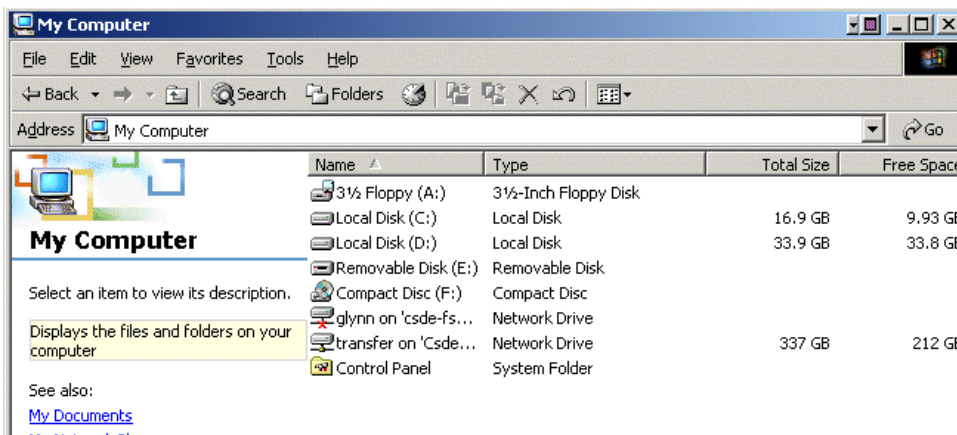 My Computer
File Edit View Favorites Tools Help
Back Search Folders
Address My Computer Go
Name Type Total Size Free Space
3½ Floppy (A:) 3½-Inch Floppy Disk
Local Disk (C:) Local Disk 16.9 GB 9.93 GB
Local Disk (D:) Local Disk 33.9 GB 33.8 GB
Removable Disk (E:) Removable Disk
Compact Disc (F:) Compact Disc
glynn on 'csde-fs... Network Drive
transfer on 'Csde... Network Drive 337 GB 212 GB
Control Panel System Folder
My Computer
Select an item to view its description.
Displays the files and folders on your
computer
See also:
My Documents